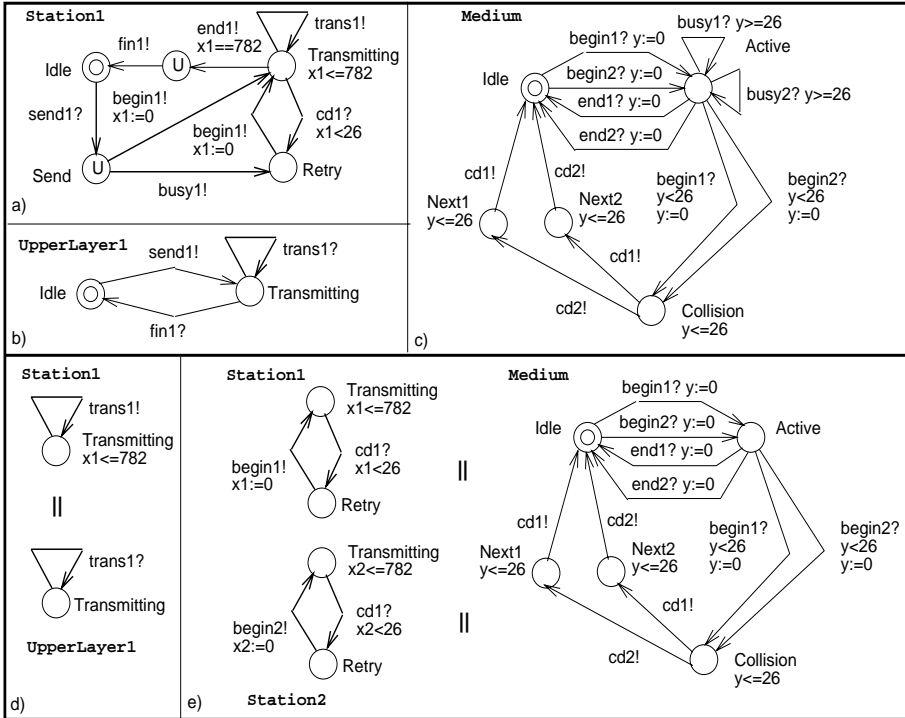 Station1
end1!
x1==782
trans1!
fin1!
U
Transmitting
x1<=782
Idle
begin1!
x1:=0
send1?
begin1!
x1:=0
cd1?
x1<26
U
Send
Retry
busy1!
a)
UpperLayer1
send1!
trans1?
Idle
Transmitting
fin1?
b)
Medium
busy1? y>=26
begin1? y:=0
Active
Idle
begin2? y:=0
end1? y:=0
busy2? y>=26
end2? y:=0
cd1!
cd2!
begin1?
y<26
y:=0
begin2?
y<26
y:=0
Next1
y<=26
Next2
y<=26
cd1!
cd2!
Collision
y<=26
c)
Station1
trans1!
Transmitting
x1<=782
||
trans1?
Transmitting
UpperLayer1
d)
Station1
Transmitting
x1<=782
begin1!
x1:=0
cd1?
x1<26
Retry
||
Transmitting
x2<=782
begin2!
x2:=0
cd1?
x2<26
Retry
||
Station2
e)
Medium
begin1? y:=0
Idle
begin2? y:=0
Active
end1? y:=0
end2? y:=0
cd1!
cd2!
begin1?
y<26
y:=0
begin2?
y<26
y:=0
Next1
y<=26
Next2
y<=26
cd1!
cd2!
Collision
y<=26